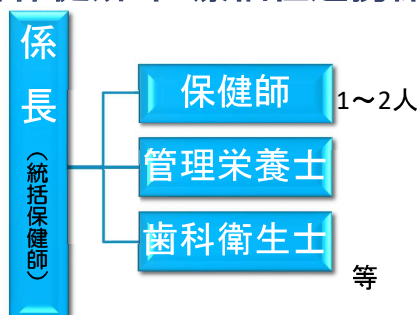 係長
(統括保健師)
保健師
1～2人
管理栄養士
歯科衛生士
等